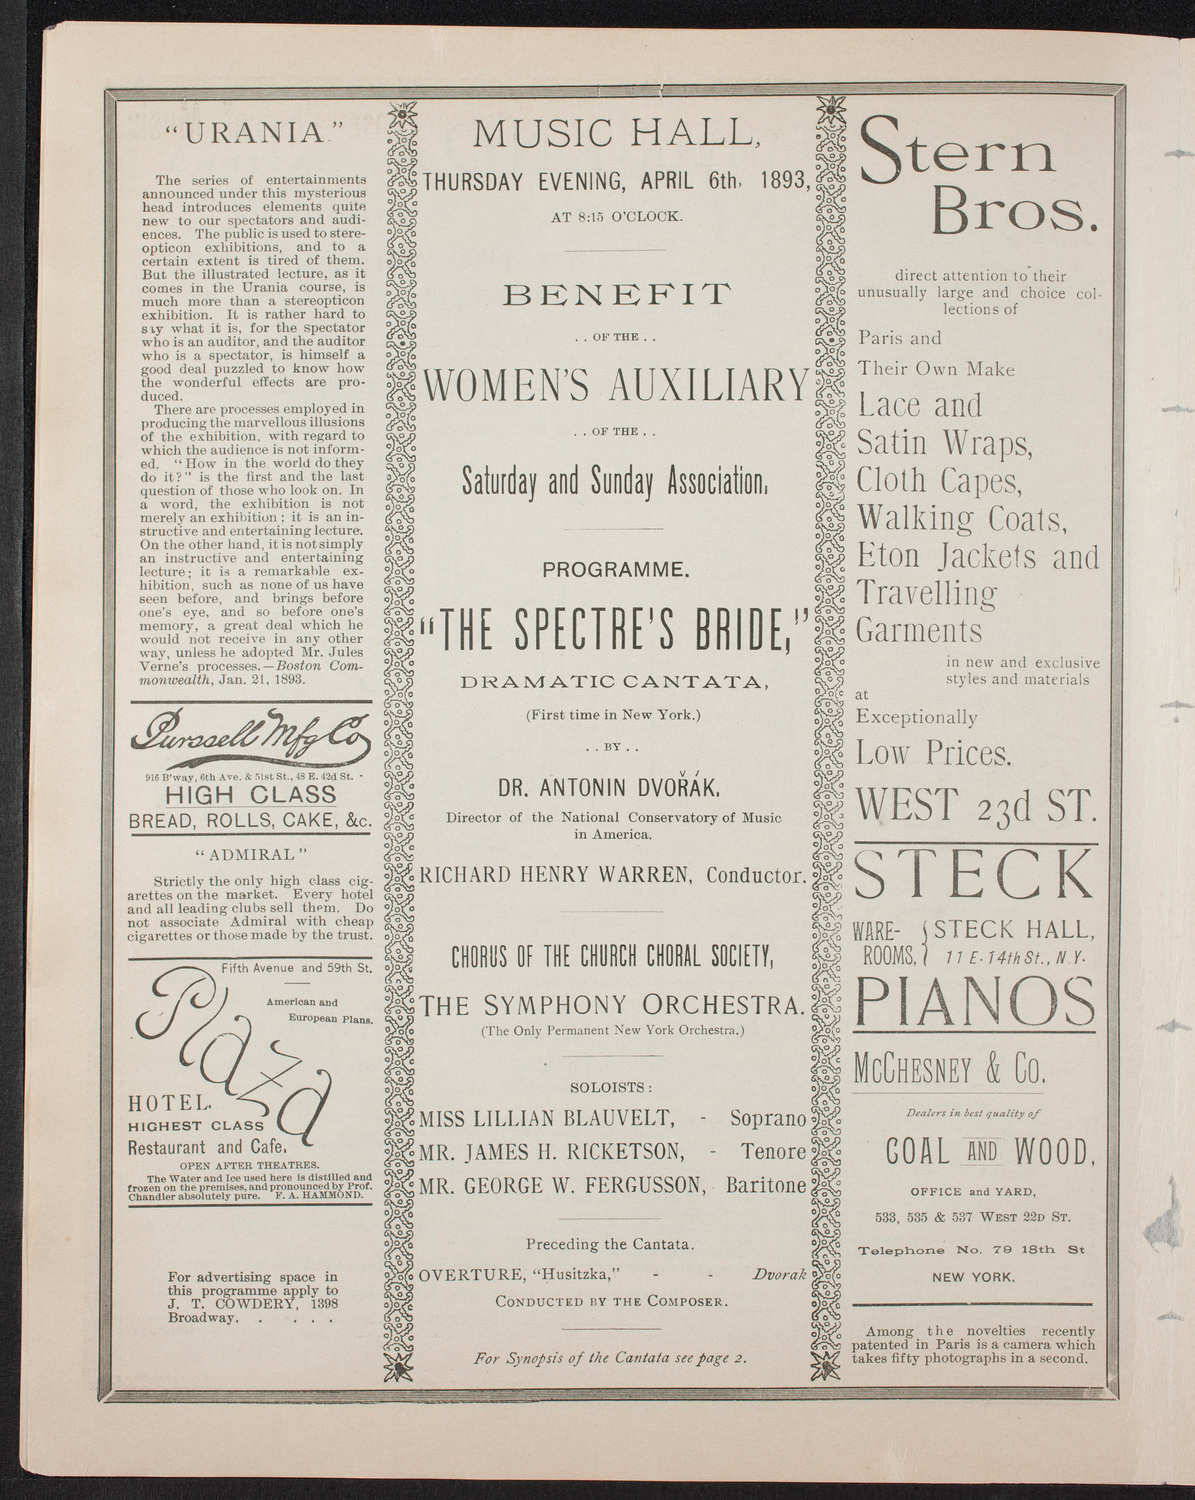 "URANIA."
The series of entertainments
announced under this mysterious
head introduces elements quite
new to our spectators and audi-
ences. The public is used to stere-
opticon exhibitions, and to a
certain extent is tired of them.
But the illustrated lecture, as it
comes in the Urania course, is
much more than a stereopticon
exhibition. It is rather hard to
say what it is, for the spectator
who is an auditor, and the auditor
who is a spectator, is himself a
good deal puzzled to know how
the wonderful effects are pro-
duced.
There are processes employed in
producing the marvellous illusions
of the exhibition, with regard to
which the audience is not inform-
ed. "How in the world do they
do it?" is the first and the last
question of those who look on. In
a word, the exhibition is not
merely an exhibition; it is an in-
structive and entertaining lecture.
On the other hand, it is not simply
an instructive and entertaining
lecture; it is a remarkable ex-
hibition, such as none of us have
seen before, and brings before
one's eye, and so before one's
memory, a great deal which he
would not receive in any other
way, unless he adopted Mr. Jules
Verne's processes.—Boston Com-
monwealth, Jan. 21, 1893.
Purssell Mfg Co
916 B'way, 6th Ave. & 51st St., 48 E. 42d St.
HIGH CLASS
BREAD, ROLLS, CAKE, &c.
"ADMIRAL"
Strictly the only high class cig-
arettes on the market. Every hotel
and all leading clubs sell them. Do
not associate Admiral with cheap
cigarettes or those made by the trust.
Fifth Avenue and 59th St.
American and
European Plans.
Plaza
HOTEL.
HIGHEST CLASS
Restaurant and Cafe.
OPEN AFTER THEATRES.
The Water and Ice used here is distilled and
frozen on the premises, and pronounced by Prof.
Chandler absolutely pure. F. A. HAMMOND.
For advertising space in
this programme apply to
J. T. COWDERY, 1398
Broadway. . . . .
MUSIC HALL,
THURSDAY EVENING, APRIL 6th, 1893,
AT 8:15 O'CLOCK.
BENEFIT
. . OF THE . .
WOMEN'S AUXILIARY
. . OF THE . .
Saturday and Sunday Association,
PROGRAMME.
"THE SPECTRE'S BRIDE,"
DRAMATIC CANTATA,
(First time in New York.)
. . BY . .
DR. ANTONIN DVOŘÁK,
Director of the National Conservatory of Music
in America.
RICHARD HENRY WARREN, Conductor.
CHORUS OF THE CHURCH CHORAL SOCIETY,
THE SYMPHONY ORCHESTRA.
(The Only Permanent New York Orchestra.)
SOLOISTS:
MISS LILLIAN BLAUVELT, - Soprano
MR. JAMES H. RICKETSON, - Tenore
MR. GEORGE W. FERGUSSON, Baritone
Preceding the Cantata.
OVERTURE, "Husitzka," - - Dvorak
CONDUCTED BY THE COMPOSER.
For Synopsis of the Cantata see page 2.
Stern
Bros.
direct attention to their
unusually large and choice col-
lections of
Paris and
Their Own Make
Lace and
Satin Wraps,
Cloth Capes,
Walking Coats,
Eton Jackets and
Travelling
Garments
in new and exclusive
styles and materials
at
Exceptionally
Low Prices.
WEST 23d ST.
STECK
WARE-
ROOMS, } STECK HALL,
11 E. 14th St., N.Y.
PIANOS
MCCHESNEY & Co.
Dealers in best quality of
COAL AND WOOD,
OFFICE and YARD,
533, 535 & 537 WEST 22D ST.
Telephone No. 79 18th St.
NEW YORK.
Among the novelties recently
patented in Paris is a camera which
takes fifty photographs in a second.